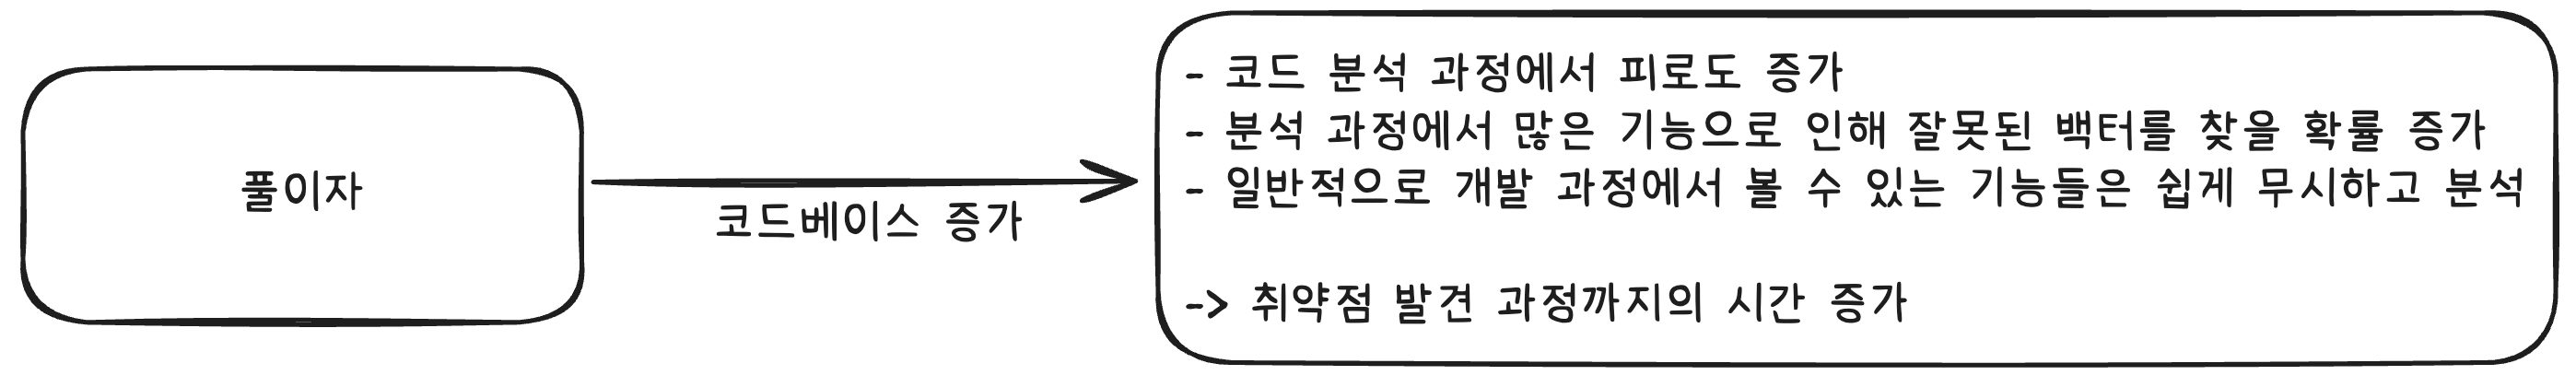 풀이자
코드베이스 증가
- 코드 분석 과정에서 피로도 증가
- 분석 과정에서 많은 기능으로 인해 잘못된 백터를 찾을 확률 증가
- 일반적으로 개발 과정에서 볼 수 있는 기능들은 쉽게 무시하고 분석
-> 취약점 발견 과정까지의 시간 증가